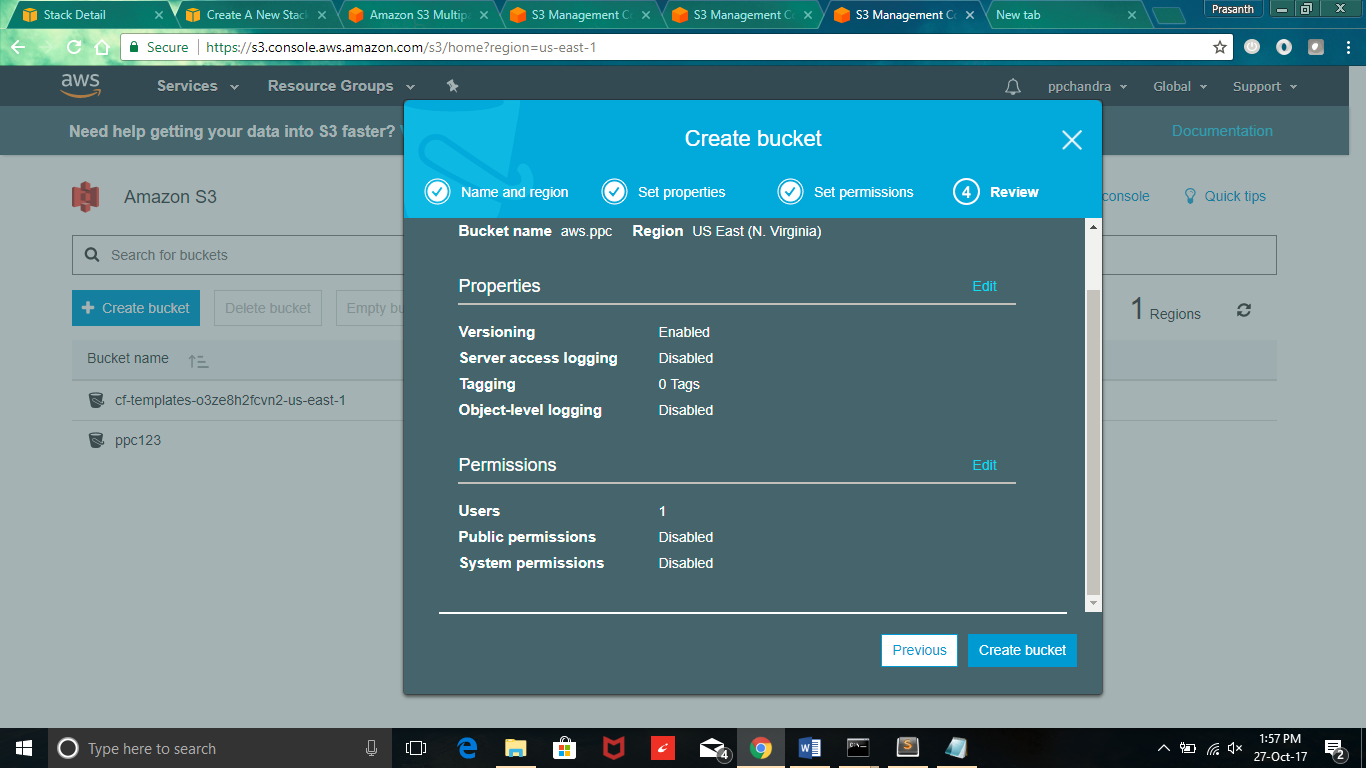 Stack Detail
Create A New Stac
Amazon S3 Multipa
S3 Management Co
S3 Management Co
S3 Management Co
New tab
Prasanth
Secure
https://s3.console.aws.amazon.com/s3/home?region=us-east-1
aws
Services
Resource Groups
ppchandra
Global
Support
Need help getting your data into S3 faster?
Documentation
Create bucket
Name and region
Set properties
Set permissions
4 Review
Amazon S3
console
Quick tips
Bucket name aws.ppc Region US East (N. Virginia)
Search for buckets
Properties Edit
+ Create bucket
Delete bucket
Empty bu
1 Regions
Versioning Enabled
Server access logging Disabled
Tagging 0 Tags
Object-level logging Disabled
Bucket name
cf-templates-o3ze8h2fcvn2-us-east-1
ppc123
Permissions Edit
Users 1
Public permissions Disabled
System permissions Disabled
Previous
Create bucket
Type here to search
4
1:57 PM
27-Oct-17
2